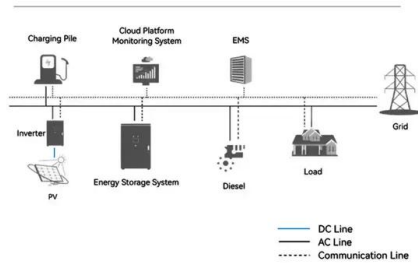 Charging Pile
Cloud Platform
Monitoring System
EMS
Grid
Inverter
PV
Energy Storage System
Diesel
Load
DC Line
AC Line
Communication Line